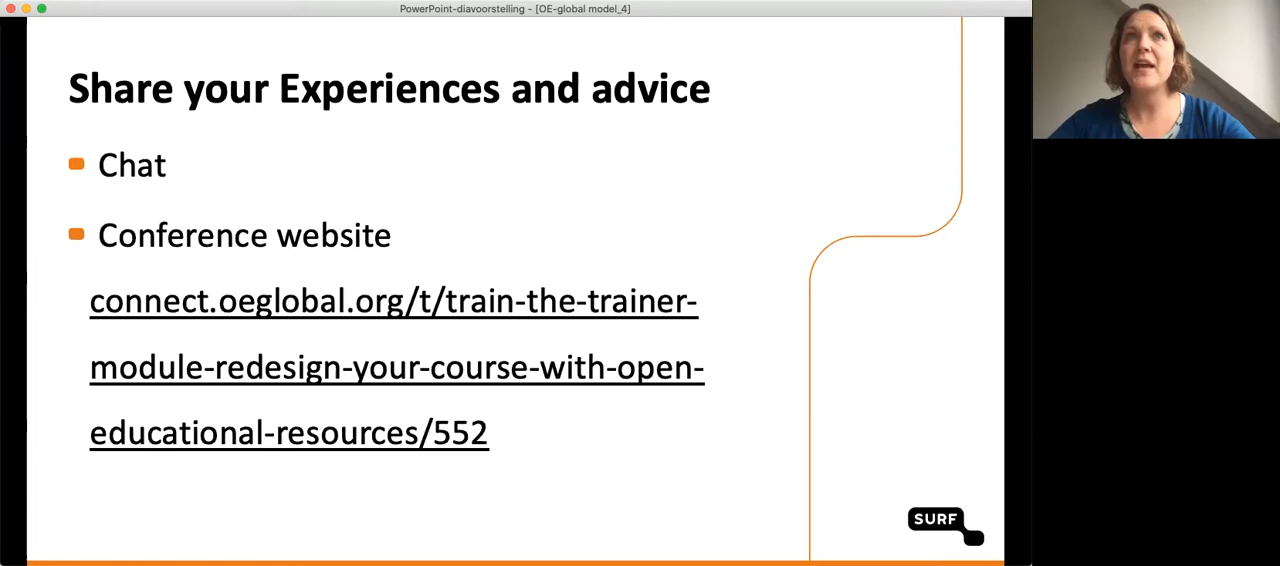 PowerPoint-diavoorstelling - [OE-global model_4]
Share your Experiences and advice
Chat
Conference website
connect.oeglobal.org/t/train-the-trainer-
module-redesign-your-course-with-open-
educational-resources/552
SURF